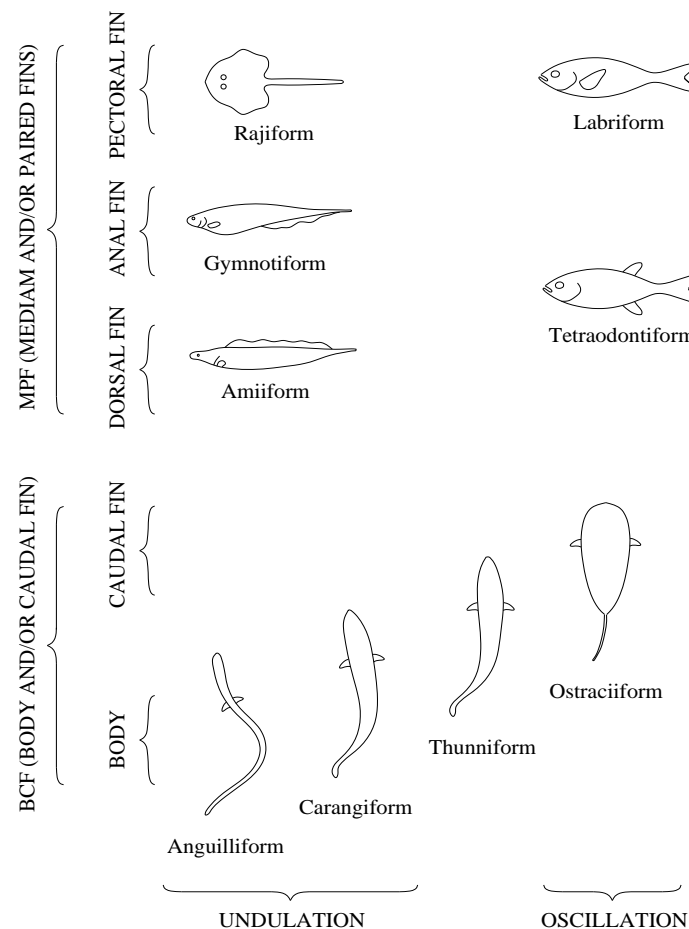 MPF (MEDIAM AND/OR PAIRED FINS)
PECTORAL FIN
Rajiform
Labriform
ANAL FIN
Gymnotiform
Tetraodontiform
DORSAL FIN
Amiiform
BCF (BODY AND/OR CAUDAL FIN)
CAUDAL FIN
Ostraciiform
BODY
Thunniform
Carangiform
Anguilliform
UNDULATION
OSCILLATION